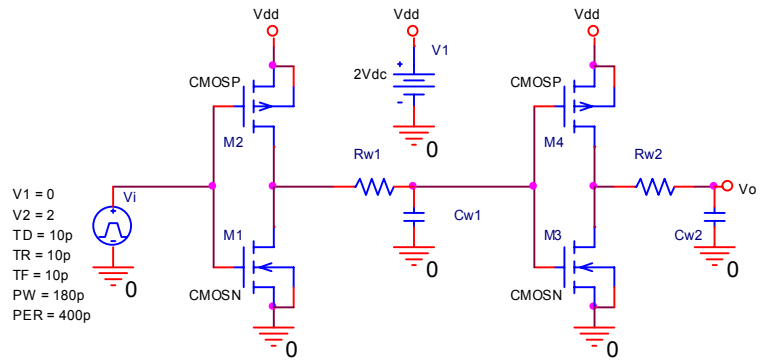 Vdd
Vdd
Vdd
V1
CMOSP
2Vdc
CMOSP
M2
0
M4
Rw1
Rw2
V1 = 0
V2 = 2
TD = 10p
TR = 10p
TF = 10p
PW = 180p
PER = 400p
Vi
Vo
Cw1
Cw2
M1
0
M3
0
0
CMOSN
CMOSN
0
0